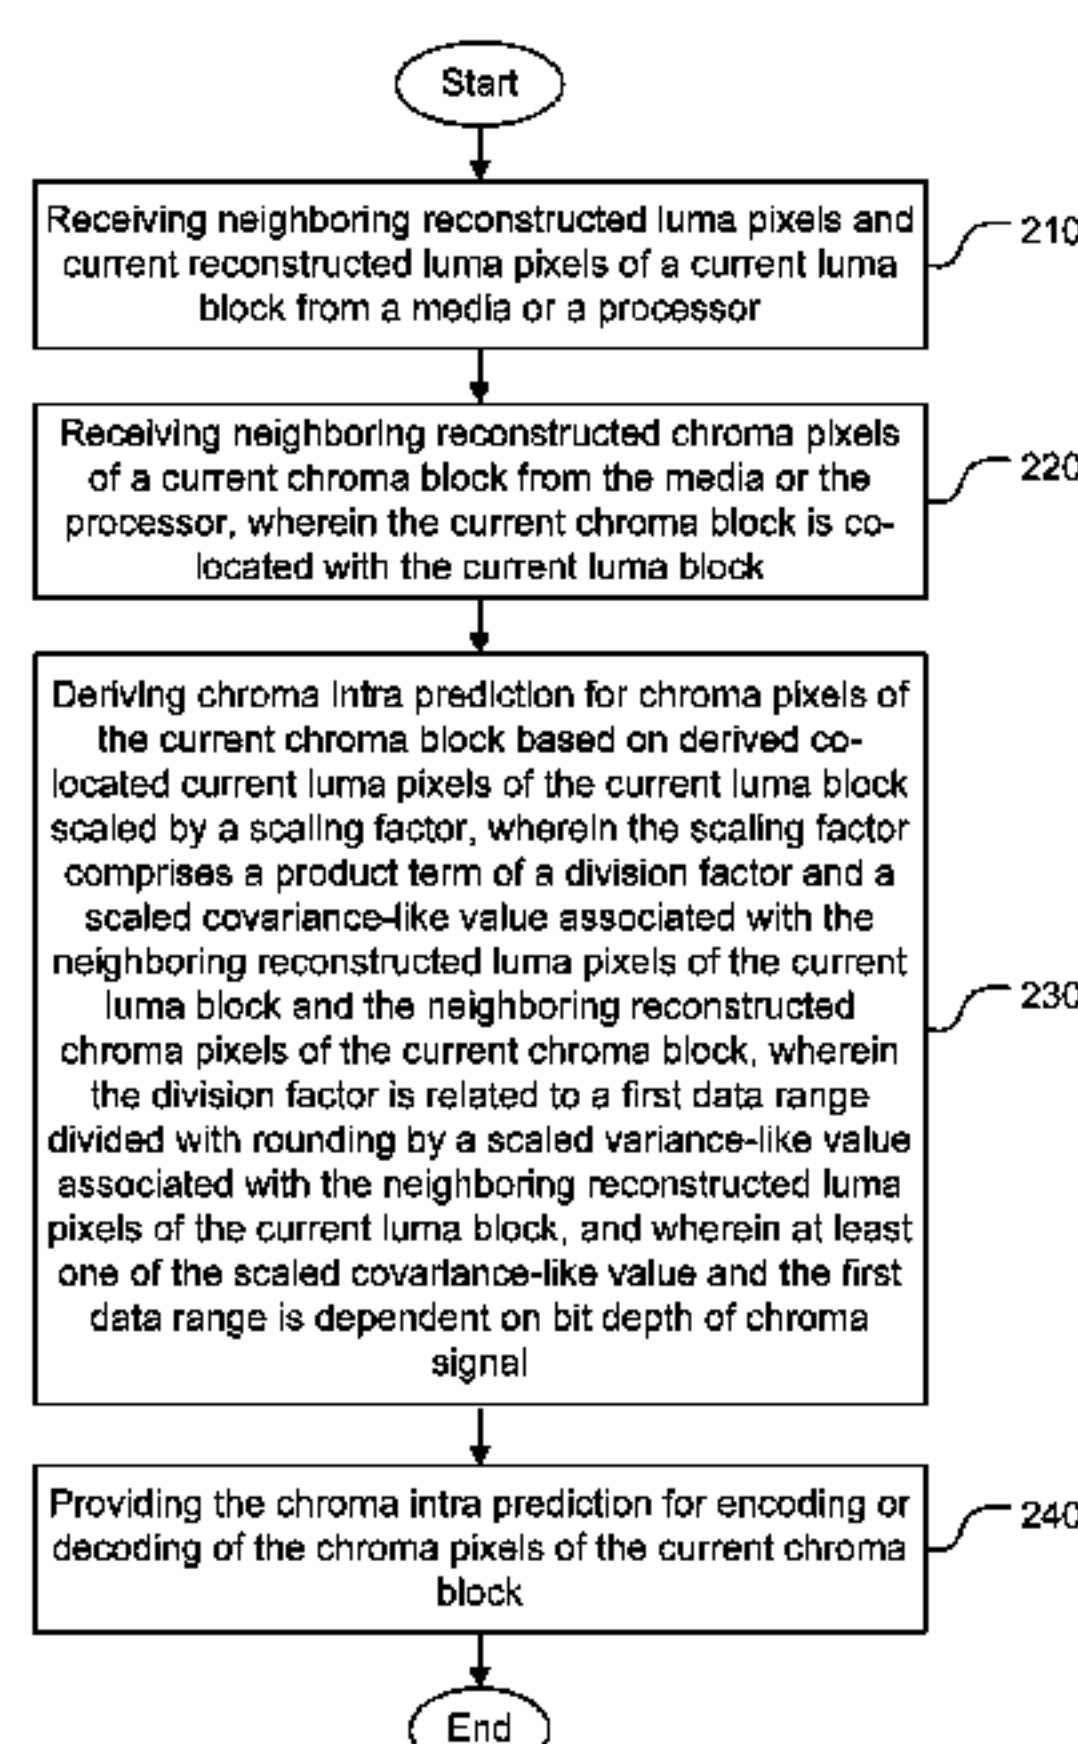 Start
Receiving neighboring reconstructed luma pixels and
current reconstructed luma pixels of a current luma
block from a media or a processor
210
Receiving neighboring reconstructed chroma pixels
of a current chroma block from the media or the
processor, wherein the current chroma block is co-
located with the current luma block
220
Deriving chroma intra prediction for chroma pixels of
the current chroma block based on derived co-
located current luma pixels of the current luma block
scaled by a scaling factor, wherein the scaling factor
comprises a product term of a division factor and a
scaled covariance-like value associated with the
neighboring reconstructed luma pixels of the current
luma block and the neighboring reconstructed
chroma pixels of the current chroma block, wherein
the division factor is related to a first data range
divided with rounding by a scaled variance-like value
associated with the neighboring reconstructed luma
pixels of the current luma block, and wherein at least
one of the scaled covariance-like value and the first
data range is dependent on bit depth of chroma
signal
230
Providing the chroma intra prediction for encoding or
decoding of the chroma pixels of the current chroma
block
240
End